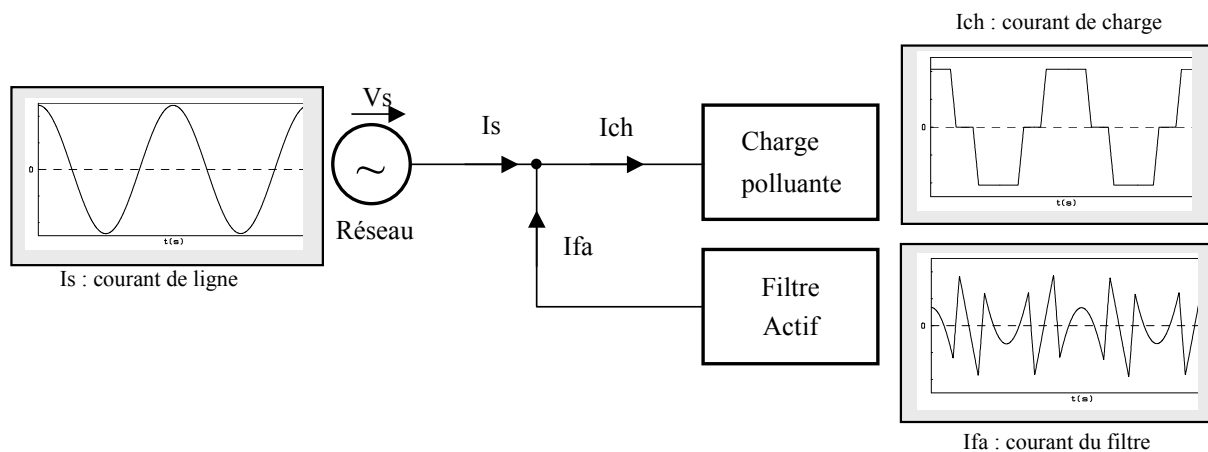 Ich : courant de charge
0
t(s)
Vs
Is
Ich
Charge
polluante
~
Réseau
0
t(s)
Is : courant de ligne
Ifa
Filtre
Actif
0
t(s)
Ifa : courant du filtre